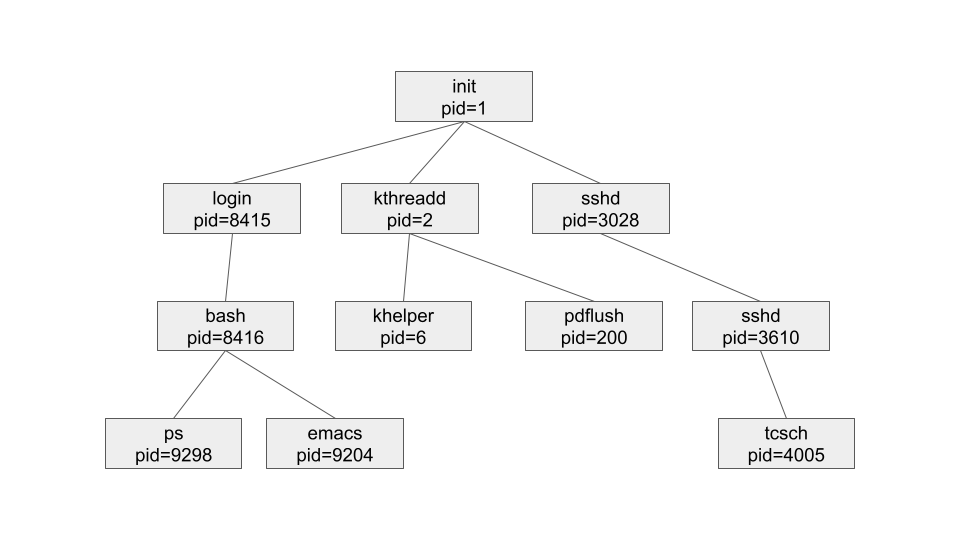 init
pid=1
login
pid=8415
kthreadd
pid=2
sshd
pid=3028
bash
pid=8416
khelper
pid=6
pdflush
pid=200
sshd
pid=3610
ps
pid=9298
emacs
pid=9204
tcsch
pid=4005